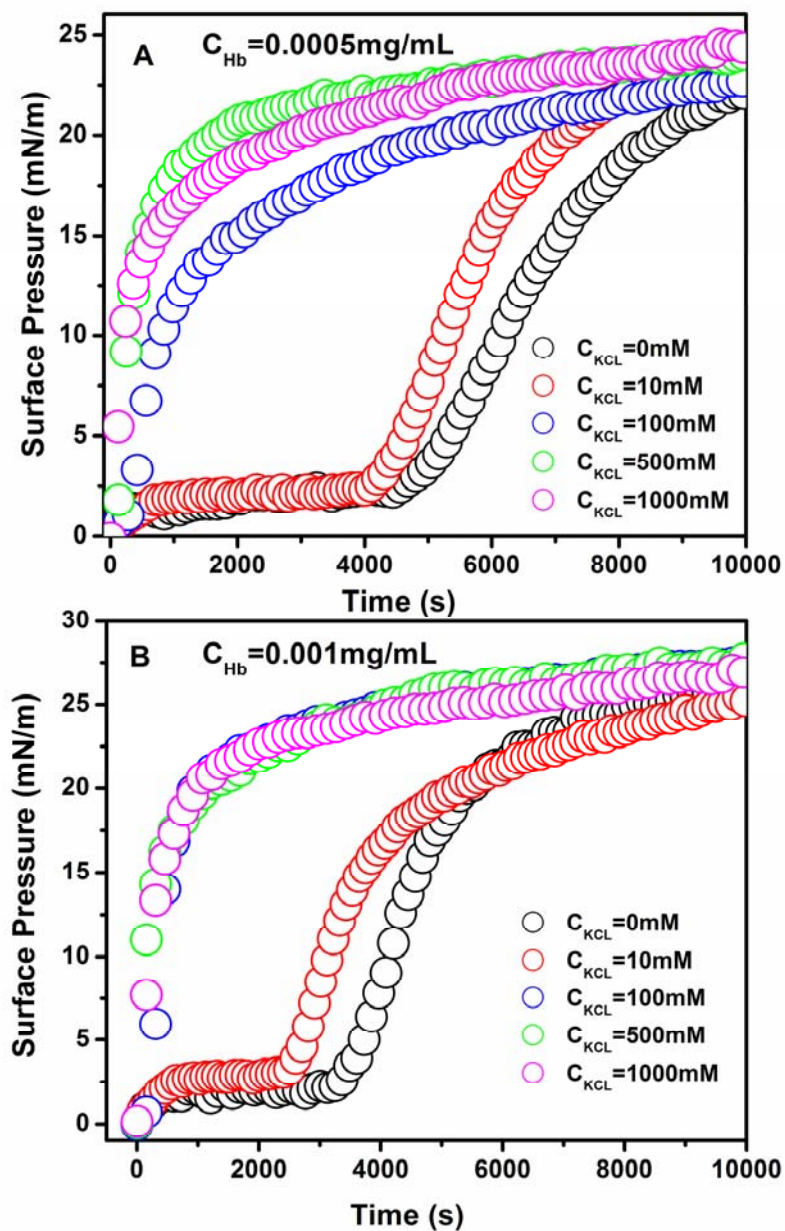 A C_Hb=0.0005mg/mL
25
20
15
10
5
0
Surface Pressure (mN/m)
C_KCL=0mM
C_KCL=10mM
C_KCL=100mM
C_KCL=500mM
C_KCL=1000mM
0 2000 4000 6000 8000 10000
Time (s)
B C_Hb=0.001mg/mL
30
25
20
15
10
5
0
Surface Pressure (mN/m)
C_KCL=0mM
C_KCL=10mM
C_KCL=100mM
C_KCL=500mM
C_KCL=1000mM
0 2000 4000 6000 8000 10000
Time (s)